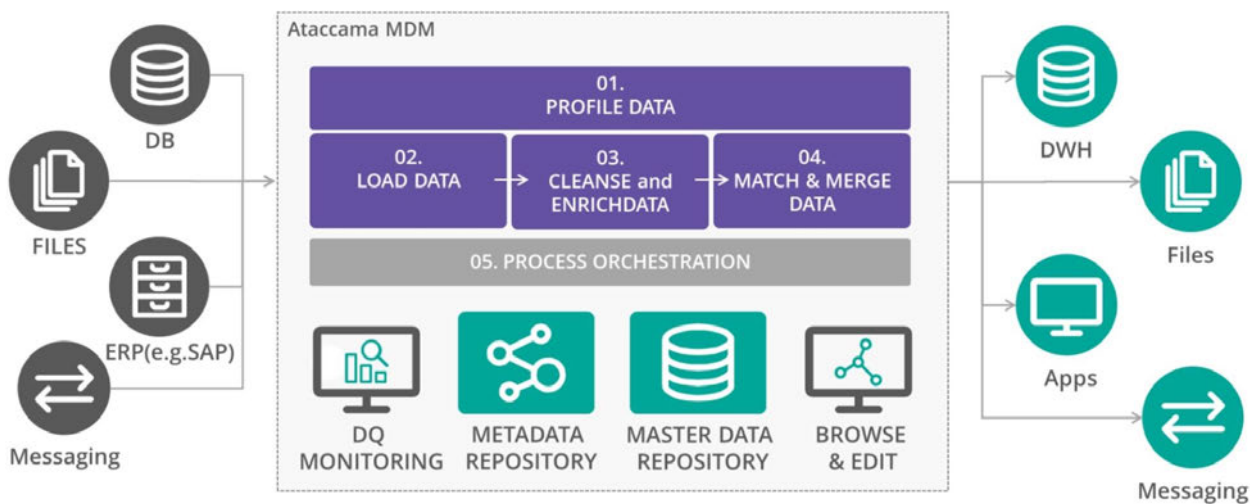 Ataccama MDM
DB
FILES
ERP(e.g.SAP)
Messaging
01.
PROFILE DATA
02.
LOAD DATA
03.
CLEANSE and
ENRICHDATA
04.
MATCH & MERGE
DATA
05. PROCESS ORCHESTRATION
DQ
MONITORING
METADATA
REPOSITORY
MASTER DATA
REPOSITORY
BROWSE
& EDIT
DWH
Files
Apps
Messaging